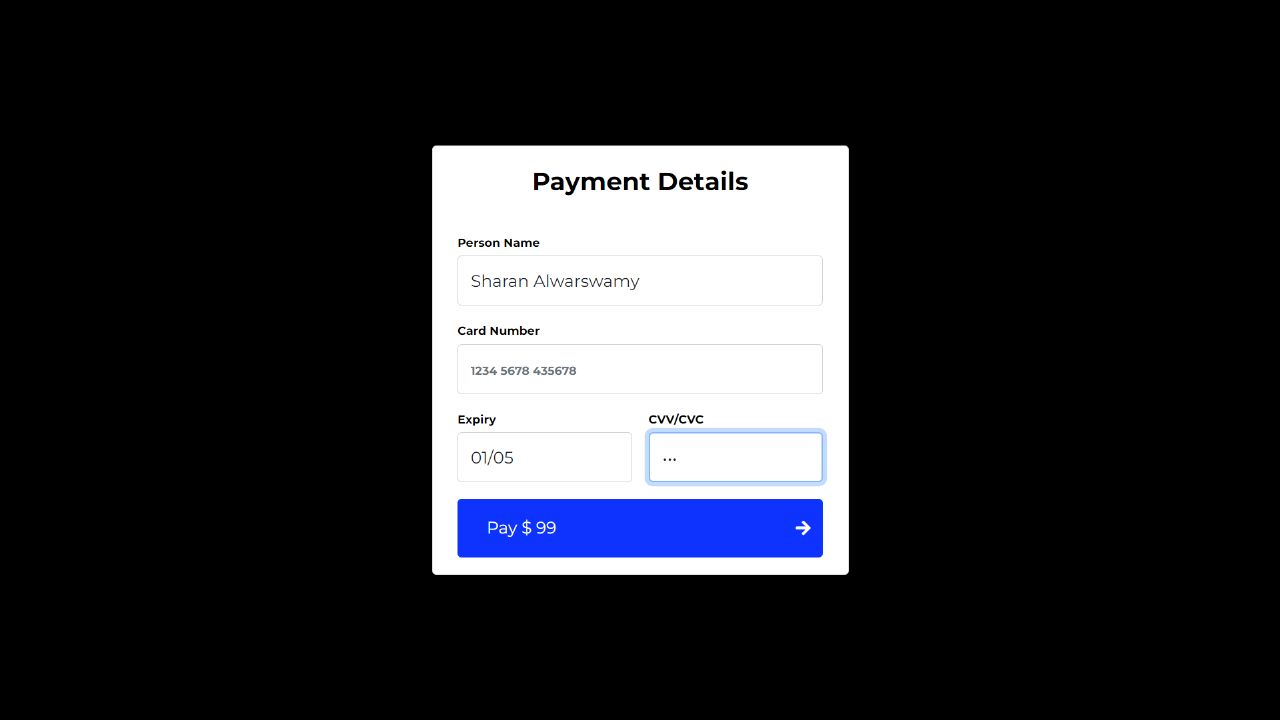 Payment Details
Person Name
Sharan Alwarswamy
Card Number
1234 5678 435678
Expiry
CVV/CVC
01/05
•••
Pay $ 99